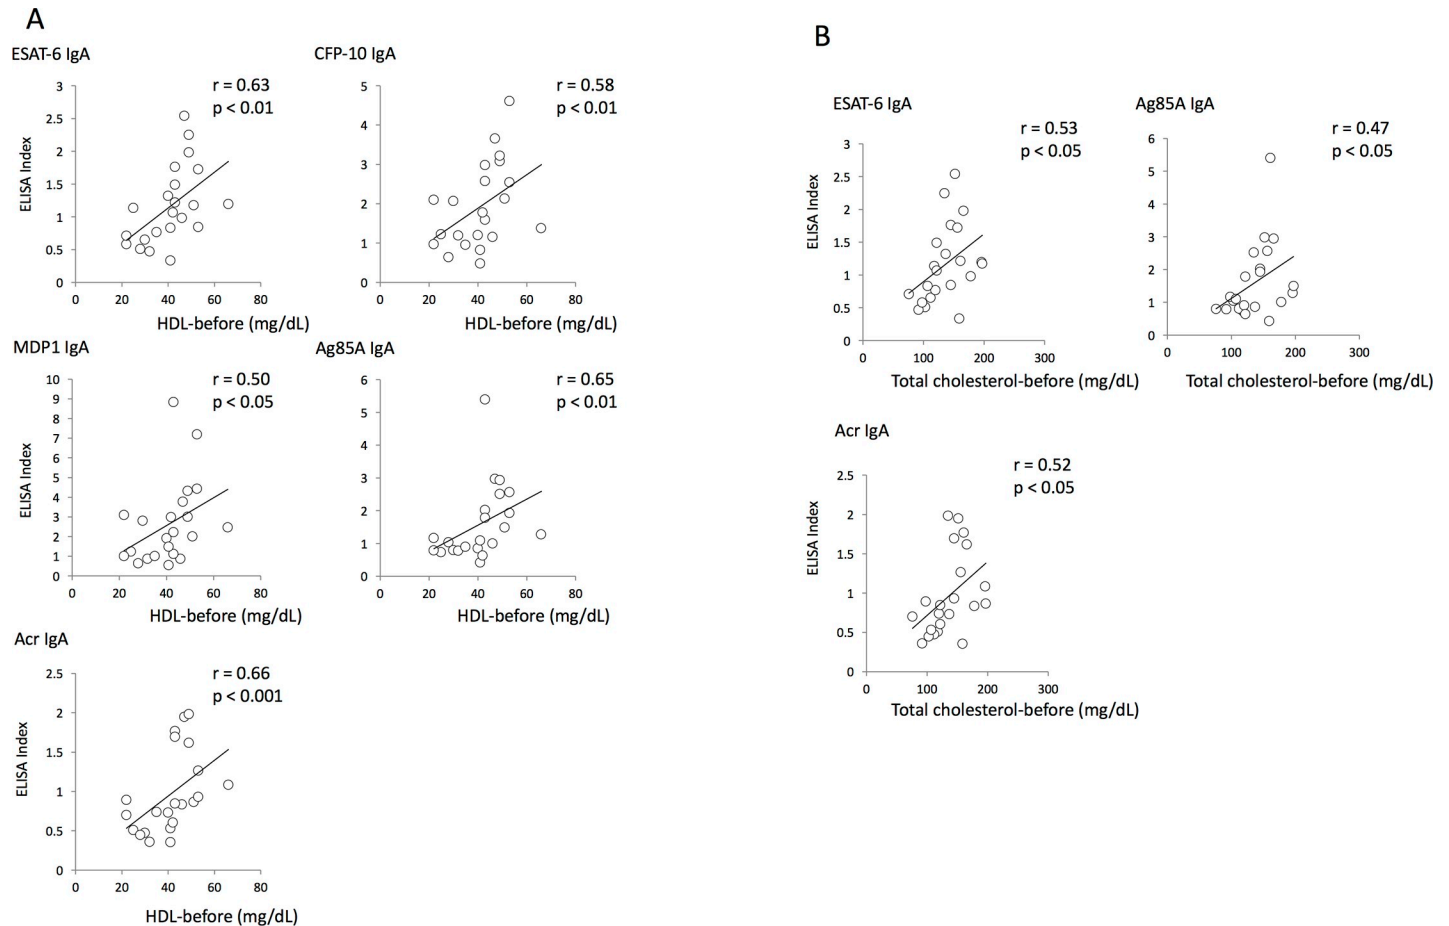 A
ESAT-6 IgA
r = 0.63
p < 0.01
3
2.5
2
1.5
1
0.5
0
ELISA Index
0 20 40 60 80
HDL-before (mg/dL)
CFP-10 IgA
r = 0.58
p < 0.01
5
4
3
2
1
0
0 20 40 60 80
HDL-before (mg/dL)
MDP1 IgA
r = 0.50
p < 0.05
10
9
8
7
6
5
4
3
2
1
0
ELISA Index
0 20 40 60 80
HDL-before (mg/dL)
Ag85A IgA
r = 0.65
p < 0.01
6
5
4
3
2
1
0
0 20 40 60 80
HDL-before (mg/dL)
Acr IgA
r = 0.66
p < 0.001
2.5
2
1.5
1
0.5
0
ELISA Index
0 20 40 60 80
HDL-before (mg/dL)
B
ESAT-6 IgA
r = 0.53
p < 0.05
3
2.5
2
1.5
1
0.5
0
ELISA Index
0 100 200 300
Total cholesterol-before (mg/dL)
Ag85A IgA
r = 0.47
p < 0.05
6
5
4
3
2
1
0
0 100 200 300
Total cholesterol-before (mg/dL)
Acr IgA
r = 0.52
p < 0.05
2.5
2
1.5
1
0.5
0
ELISA Index
0 100 200 300
Total cholesterol-before (mg/dL)